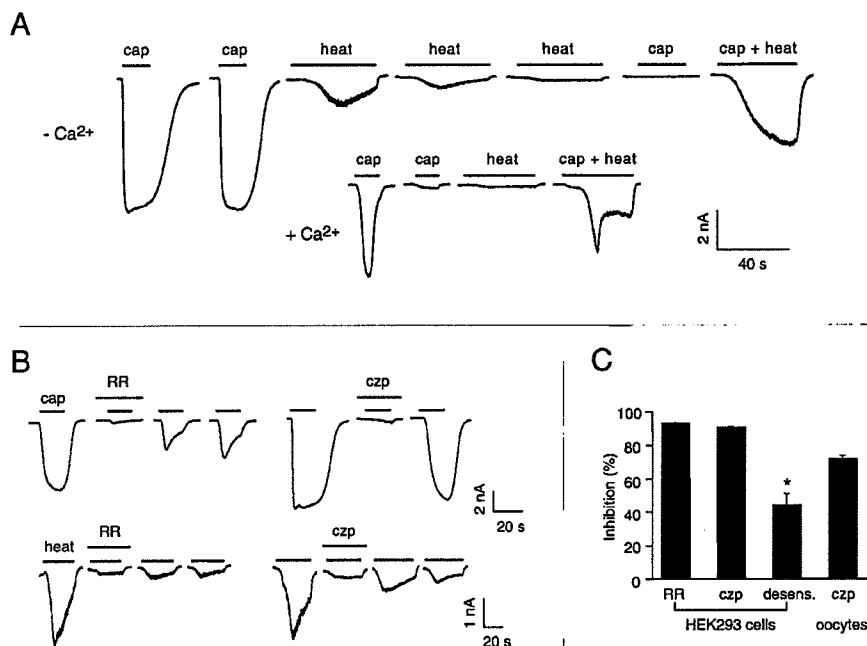 A
cap cap heat heat heat cap cap + heat
- Ca2+
cap cap heat cap + heat
+ Ca2+
2 nA
40 s
B
RR czp
cap
2 nA
20 s
RR czp
heat
1 nA
20 s
C
Inhibition (%)
100
80
60
40
20
0
*
RR czp desens. czp
HEK293 cells oocytes